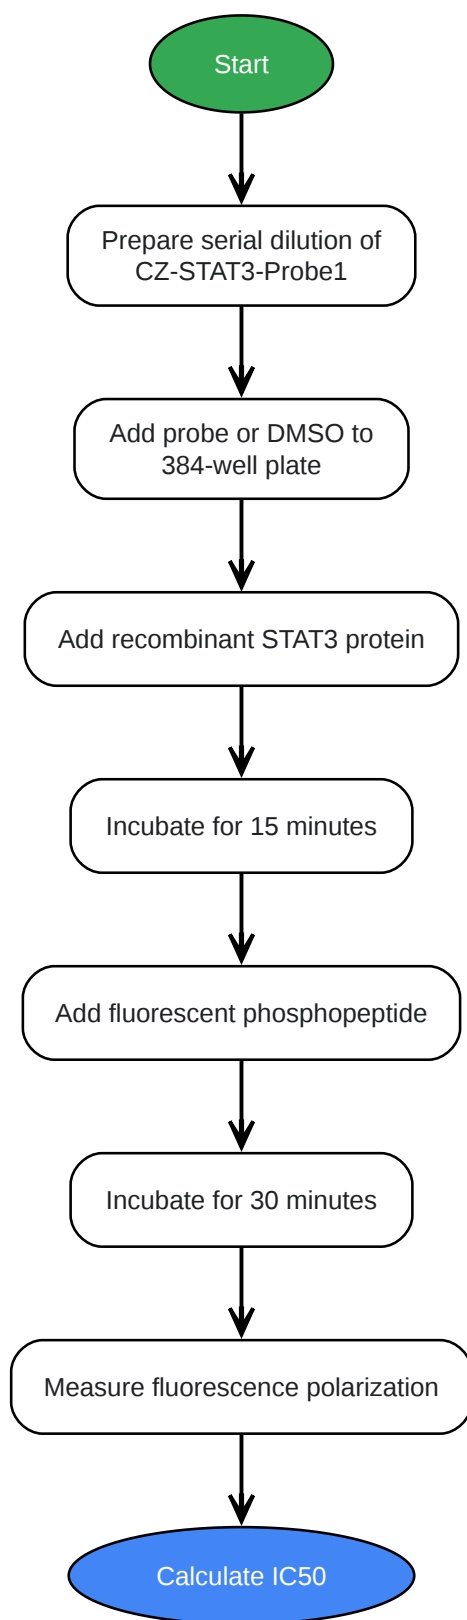 Start
Prepare serial dilution of
CZ-STAT3-Probe1
Add probe or DMSO to
384-well plate
Add recombinant STAT3 protein
Incubate for 15 minutes
Add fluorescent phosphopeptide
Incubate for 30 minutes
Measure fluorescence polarization
Calculate IC50